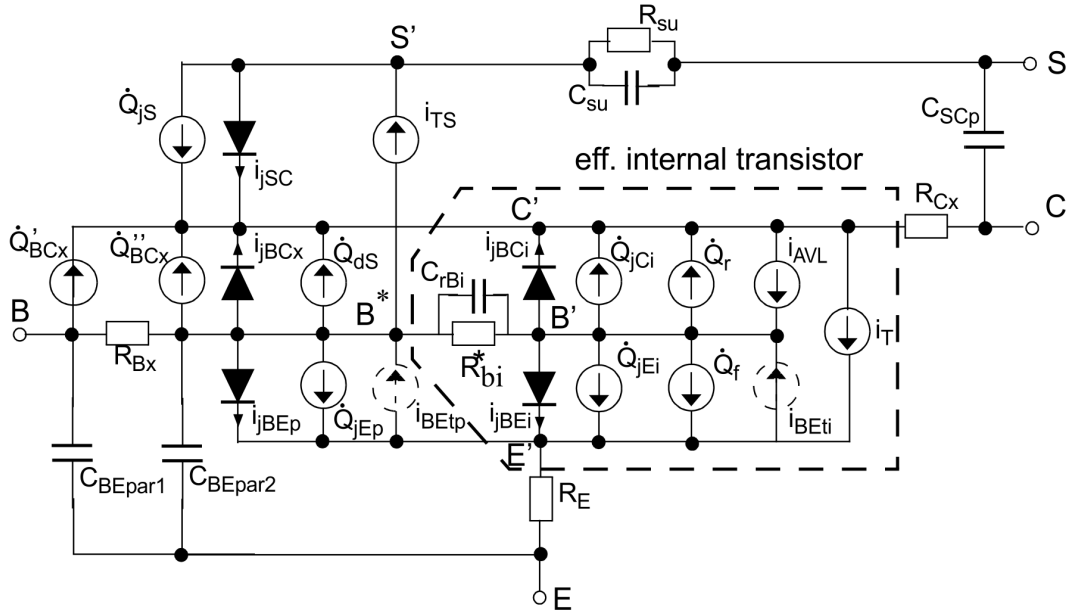 R_su
S'
S
Q̇_jS
C_su
i_TS
C_SCp
i_jSC
eff. internal transistor
R_Cx
C'
C
Q̇'_BCx
Q̇''_BCx
i_jBCx
Q̇_dS
C_rBi
i_jBCi
Q̇_jCi
Q̇_r
i_AVL
B
B*
B'
i_T
R_Bx
R*_bi
Q̇_jEi
Q̇_f
i_jBEp
Q̇_jEp
i_BEtp
i_jBEi
i_BEti
E'
C_BEpar1
C_BEpar2
R_E
E